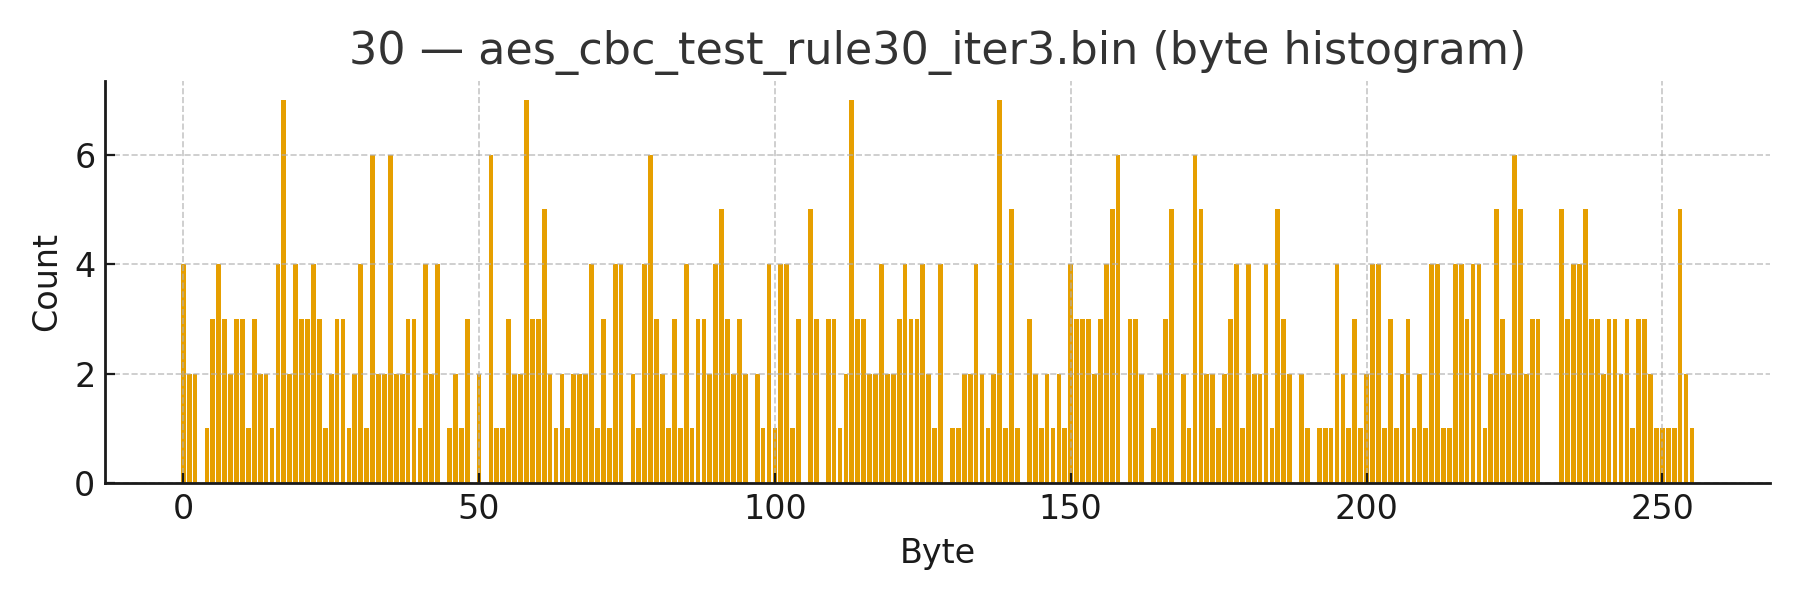 30 — aes_cbc_test_rule30_iter3.bin (byte histogram)
Count
6
4
2
0
0 50 100 150 200 250
Byte